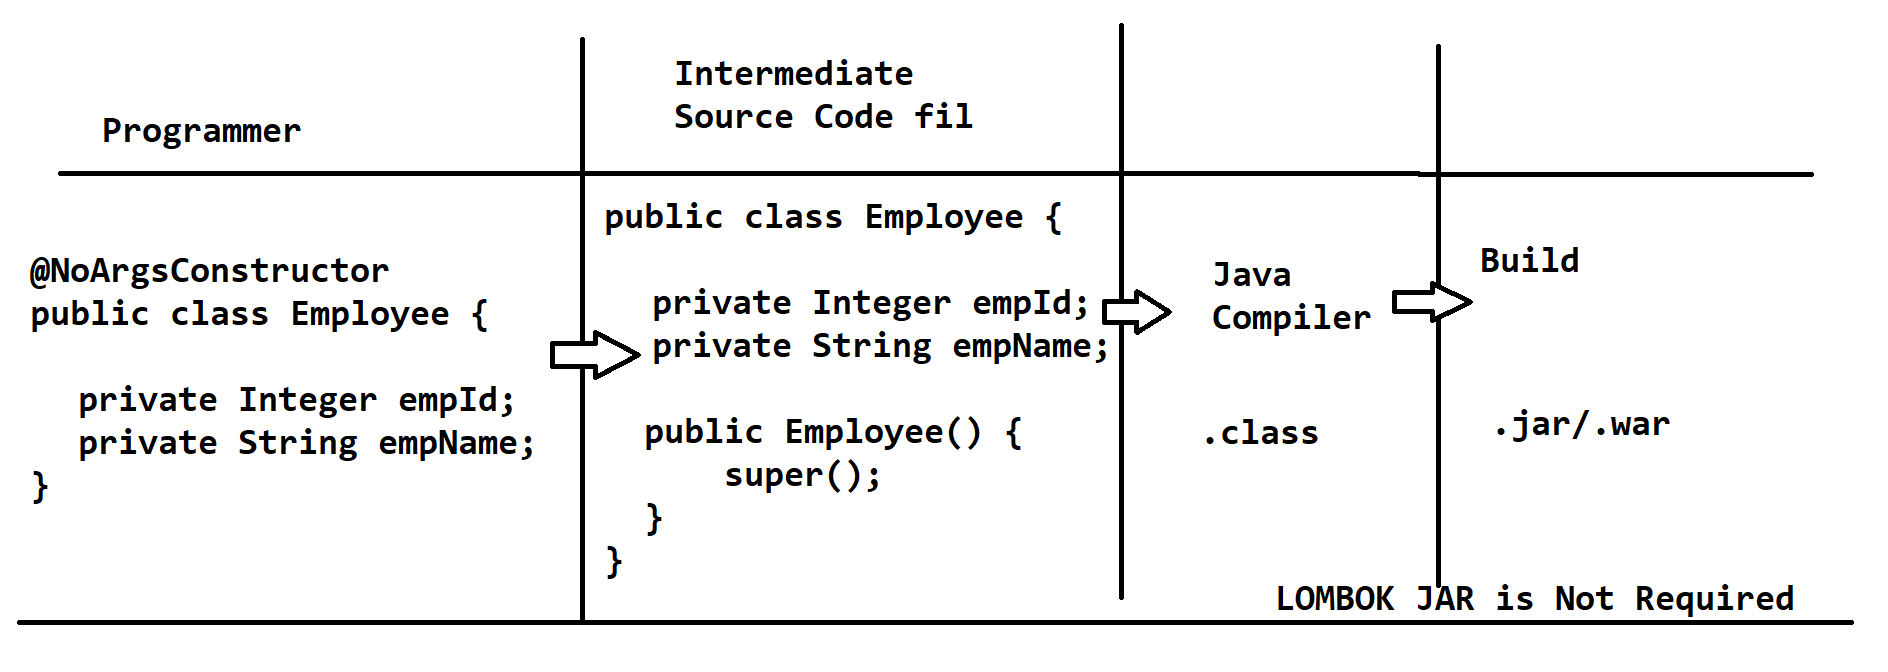 Programmer
Intermediate
Source Code fil
@NoArgsConstructor
public class Employee {
private Integer empId;
private String empName;
}
public class Employee {
private Integer empId;
private String empName;
public Employee() {
super();
}
}
Java
Compiler
.class
Build
.jar/.war
LOMBOK JAR is Not Required